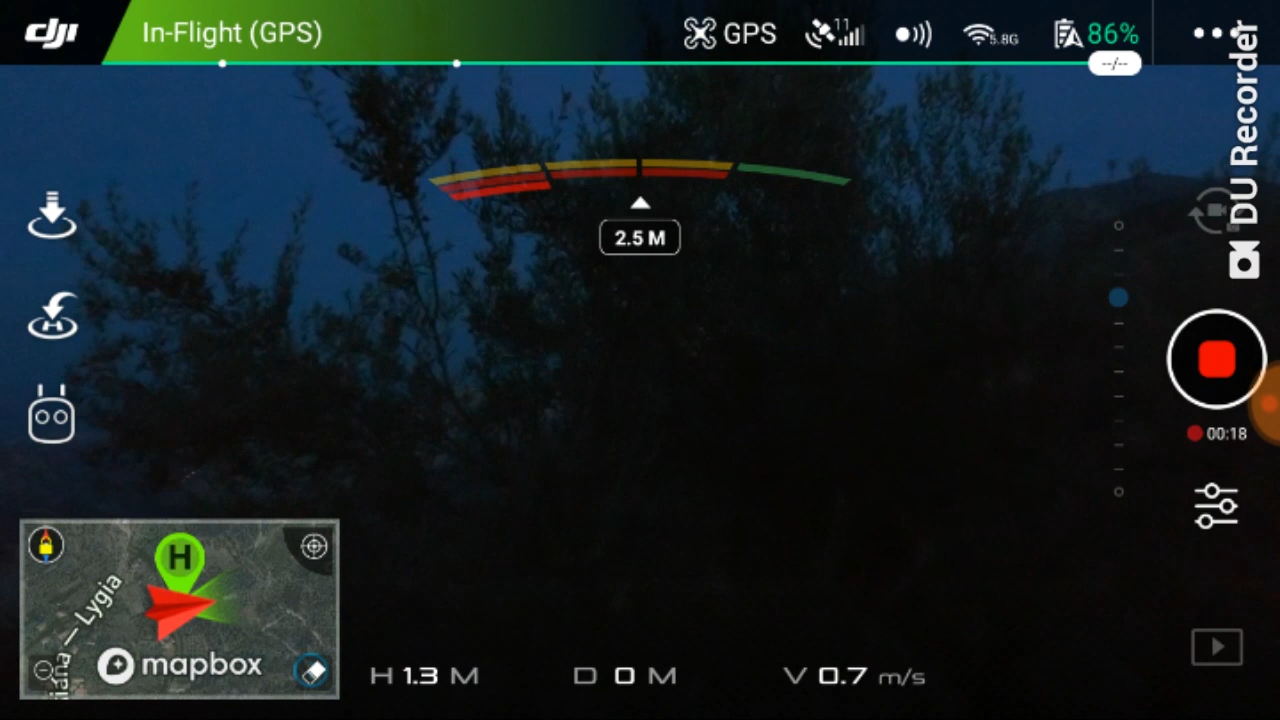 dji
In-Flight (GPS)
GPS
11
5.8G
86%
--/--
DU Recorder
2.5 M
00:18
H
iana — Lygia
mapbox
H 1.3 M
D 0 M
V 0.7 m/s